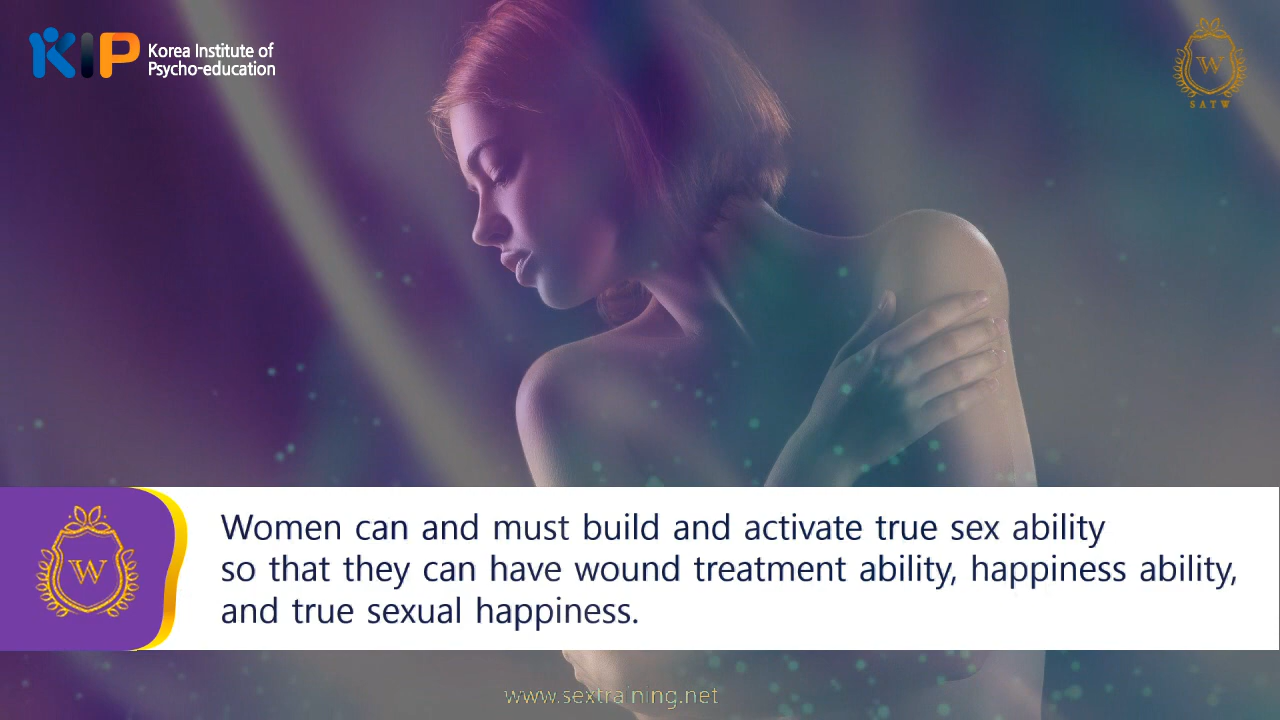 KIP
Korea Institute of
Psycho-education
W
SATW
W
Women can and must build and activate true sex ability
so that they can have wound treatment ability, happiness ability,
and true sexual happiness.
www.sextraining.net